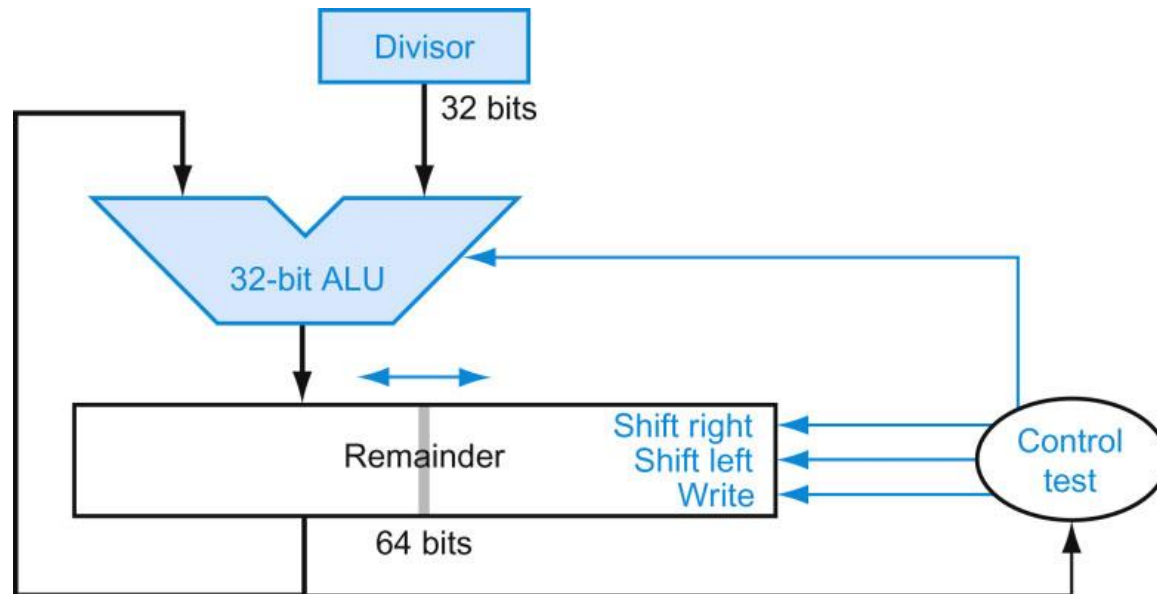 Divisor
32 bits
32-bit ALU
Remainder
Shift right
Shift left
Write
Control
test
64 bits